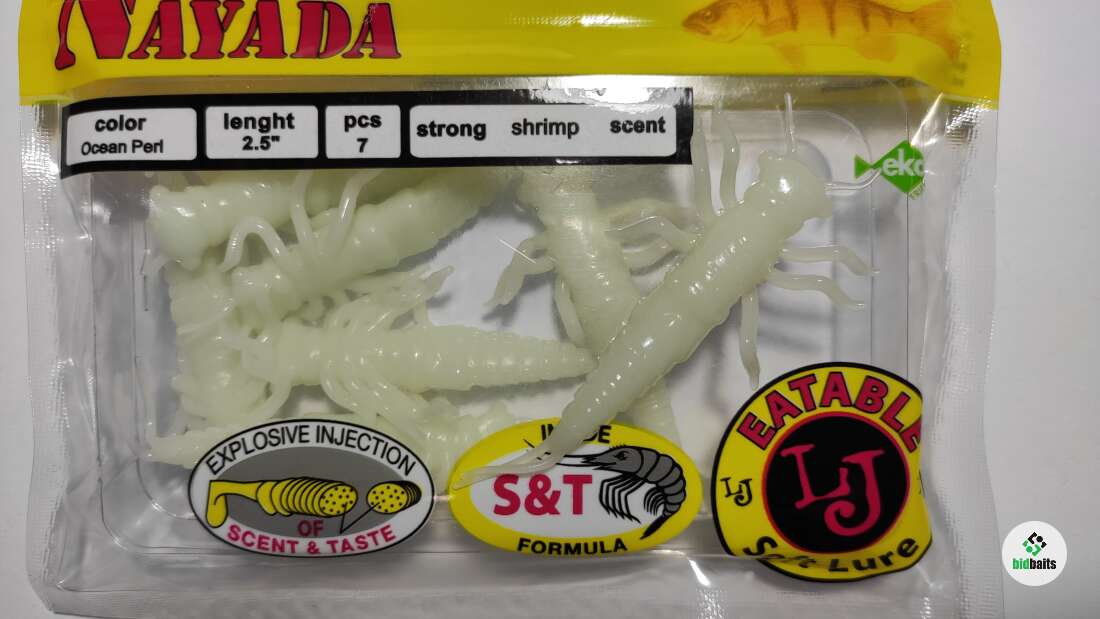 NAYADA
color
Ocean Perl
lenght
2.5"
pcs
7
strong shrimp scent
eko
EXPLOSIVE INJECTION
OF
SCENT & TASTE
S&T
FORMULA
EATABLE
LJ
LJ
Soft Lure
bidbaits